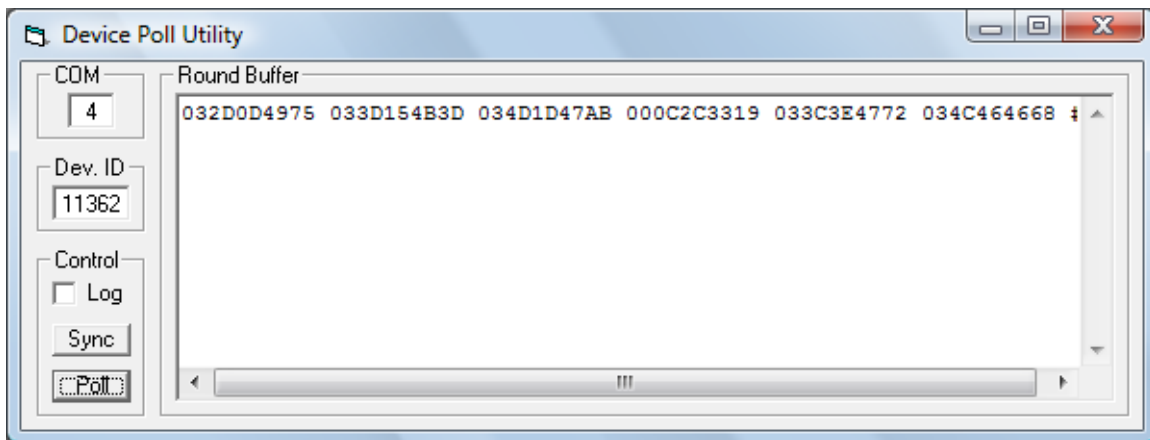 Device Poll Utility
COM
4
Dev. ID
11362
Control
Log
Sync
Poll
Round Buffer
032D0D4975 033D154B3D 034D1D47AB 000C2C3319 033C3E4772 034C464668